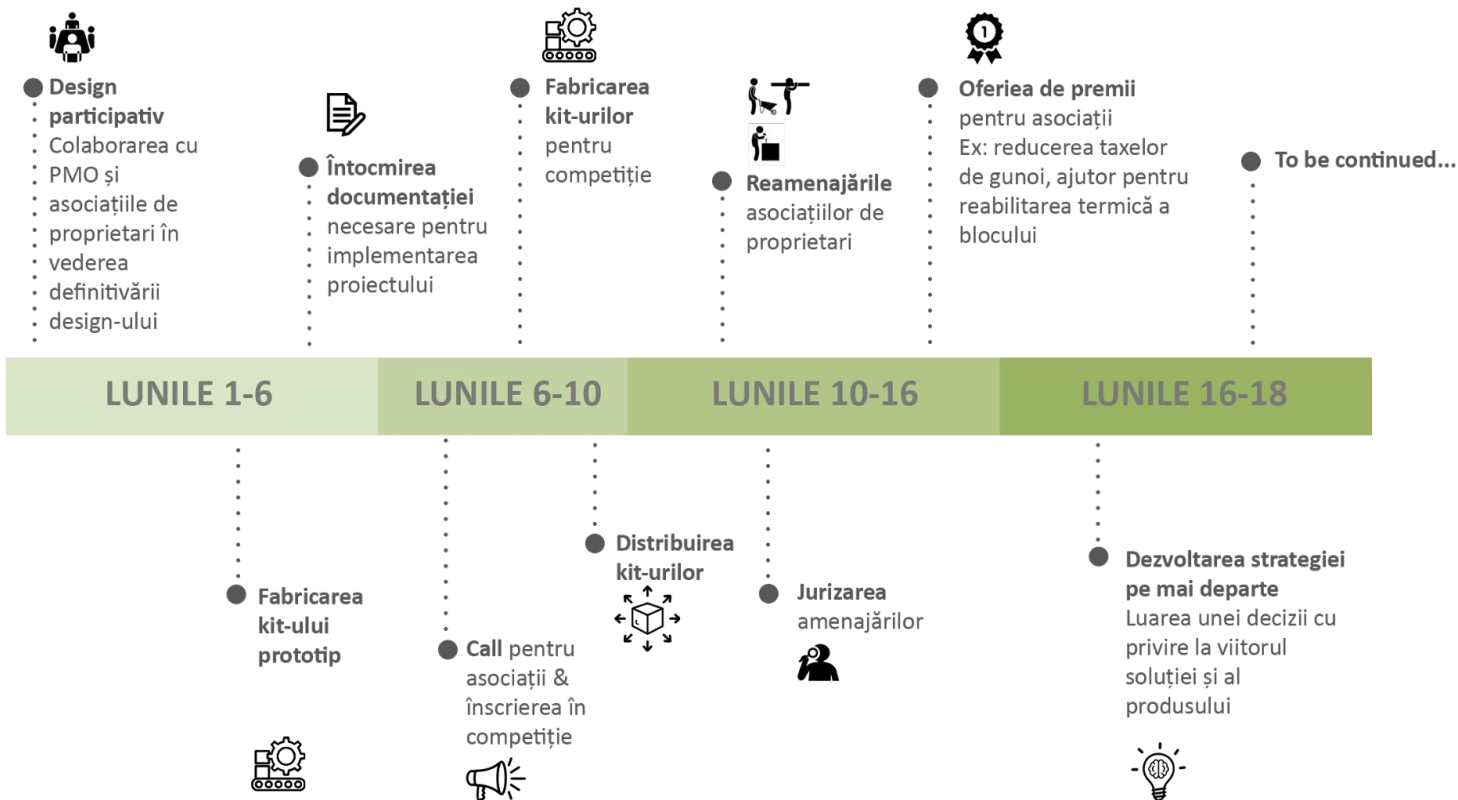 Design
participativ
Colaborarea cu
PMO și
asociațiile de
proprietari în
vederea
definitivării
design-ului
Întocmirea
documentației
necesare pentru
implementarea
proiectului
Fabricarea
kit-urilor
pentru
competiție
Reamenajările
asociațiilor de
proprietari
1
Oferiea de premii
pentru asociații
Ex: reducerea taxelor
de gunoi, ajutor pentru
reabilitarea termică a
blocului
To be continued...
LUNILE 1-6
LUNILE 6-10
LUNILE 10-16
LUNILE 16-18
Fabricarea
kit-ului
prototip
Call pentru
asociații &
înscrierea în
competiție
Distribuirea
kit-urilor
Jurizarea
amenajărilor
Dezvoltarea strategiei
pe mai departe
Luarea unei decizii cu
privire la viitorul
soluției și al
produsului